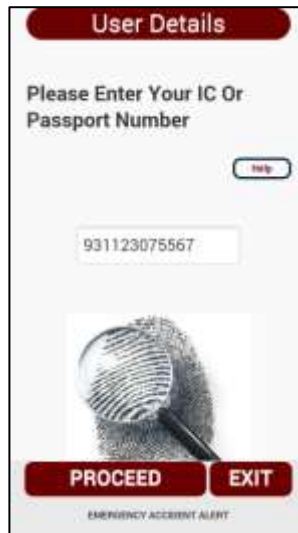 User Details
Please Enter Your IC Or
Passport Number
Help
931123075567
PROCEED
EXIT
EMERGENCY ACCIDENT ALERT